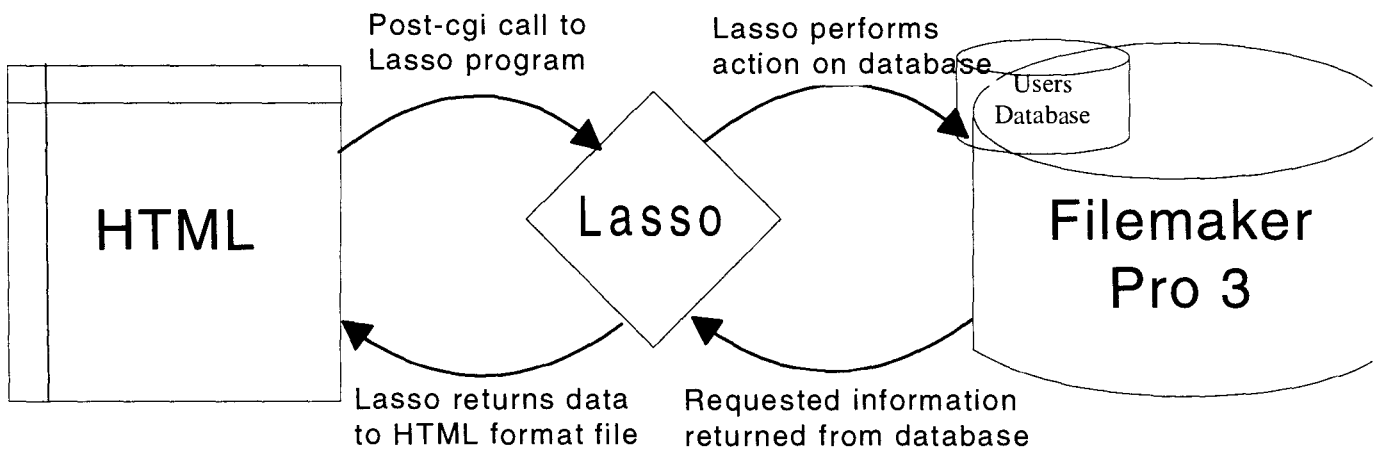 Post-cgi call to
Lasso program
Lasso performs
action on database
Users
Database
HTML
Lasso
Filemaker
Pro 3
Lasso returns data
to HTML format file
Requested information
returned from database